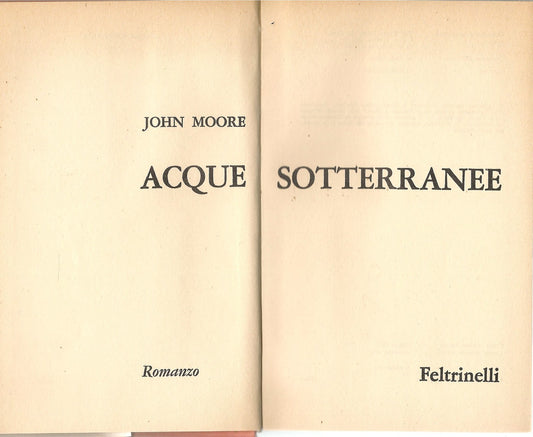 JOHN MOORE
ACQUE SOTTERRANEE
Romanzo
Feltrinelli